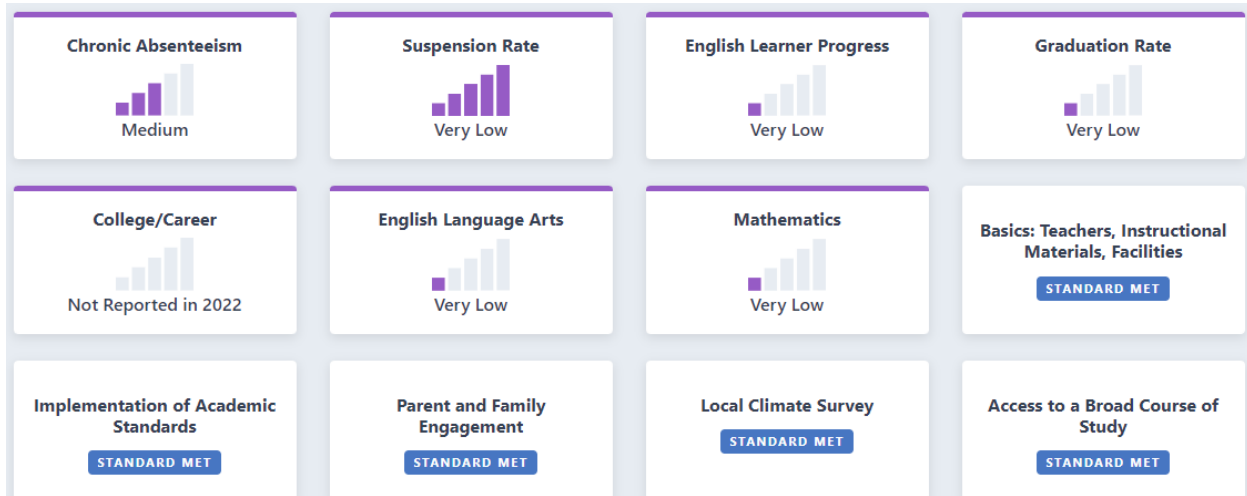 Chronic Absenteeism
Medium
Suspension Rate
Very Low
English Learner Progress
Very Low
Graduation Rate
Very Low
College/Career
Not Reported in 2022
English Language Arts
Very Low
Mathematics
Very Low
Basics: Teachers, Instructional
Materials, Facilities
STANDARD MET
Implementation of Academic
Standards
STANDARD MET
Parent and Family
Engagement
STANDARD MET
Local Climate Survey
STANDARD MET
Access to a Broad Course of
Study
STANDARD MET